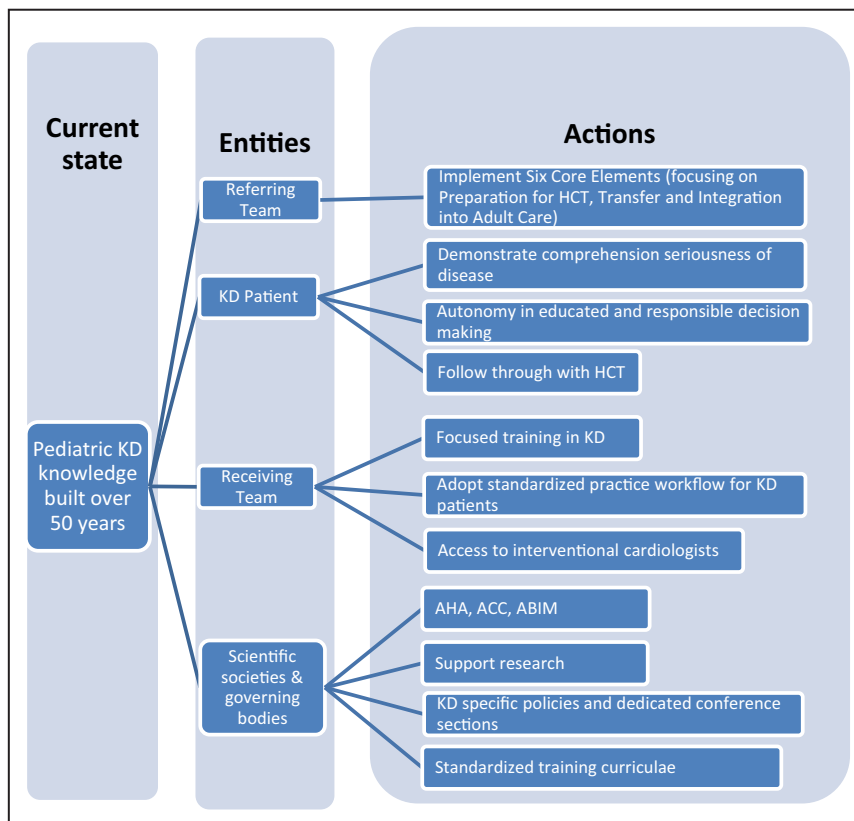 Current
state
Entities
Actions
Pediatric KD
knowledge
built over
50 years
Referring
Team
Implement Six Core Elements (focusing on
Preparation for HCT, Transfer and Integration
into Adult Care)
KD Patient
Demonstrate comprehension seriousness of
disease
Autonomy in educated and responsible decision
making
Follow through with HCT
Receiving
Team
Focused training in KD
Adopt standardized practice workflow for KD
patients
Access to interventional cardiologists
Scientific
societies &
governing
bodies
AHA, ACC, ABIM
Support research
KD specific policies and dedicated conference
sections
Standardized training curriculae